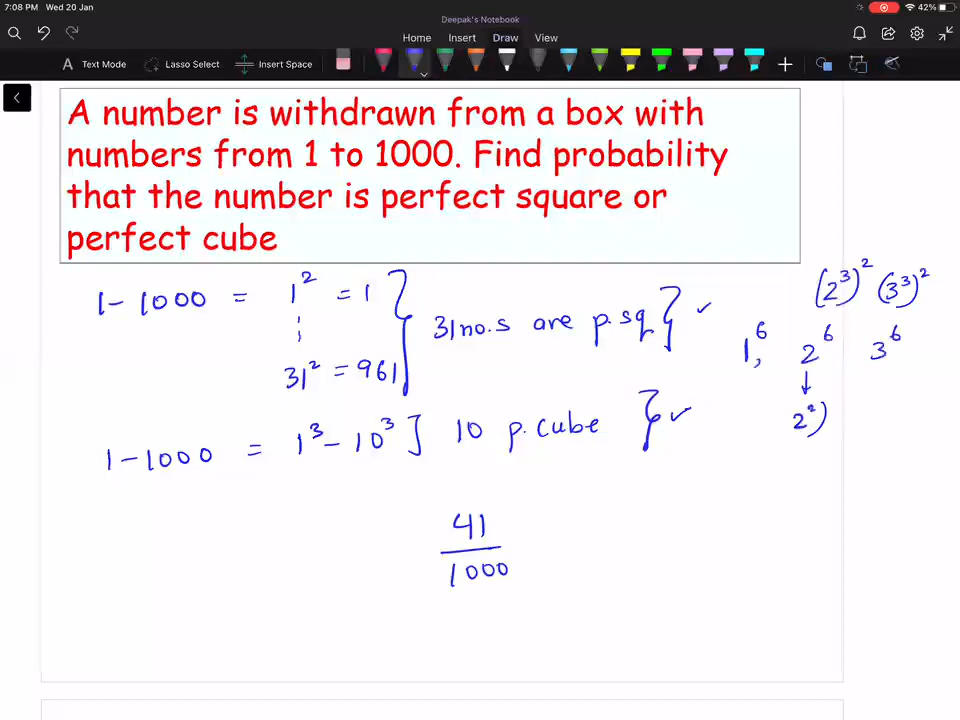 7:08 PM Wed 20 Jan
42%
Deepak's Notebook
Home Insert Draw View
A Text Mode Lasso Select Insert Space
A number is withdrawn from a box with
numbers from 1 to 1000. Find probability
that the number is perfect square or
perfect cube
1 - 1000 = 1² = 1
31² = 961
31 no.s are p. sq
(2³)² (3³)²
1⁶, 2⁶ 3⁶
↓
2²)
1 - 1000 = 1³ - 10³ ] 10 p. cube } ✓
41
1000